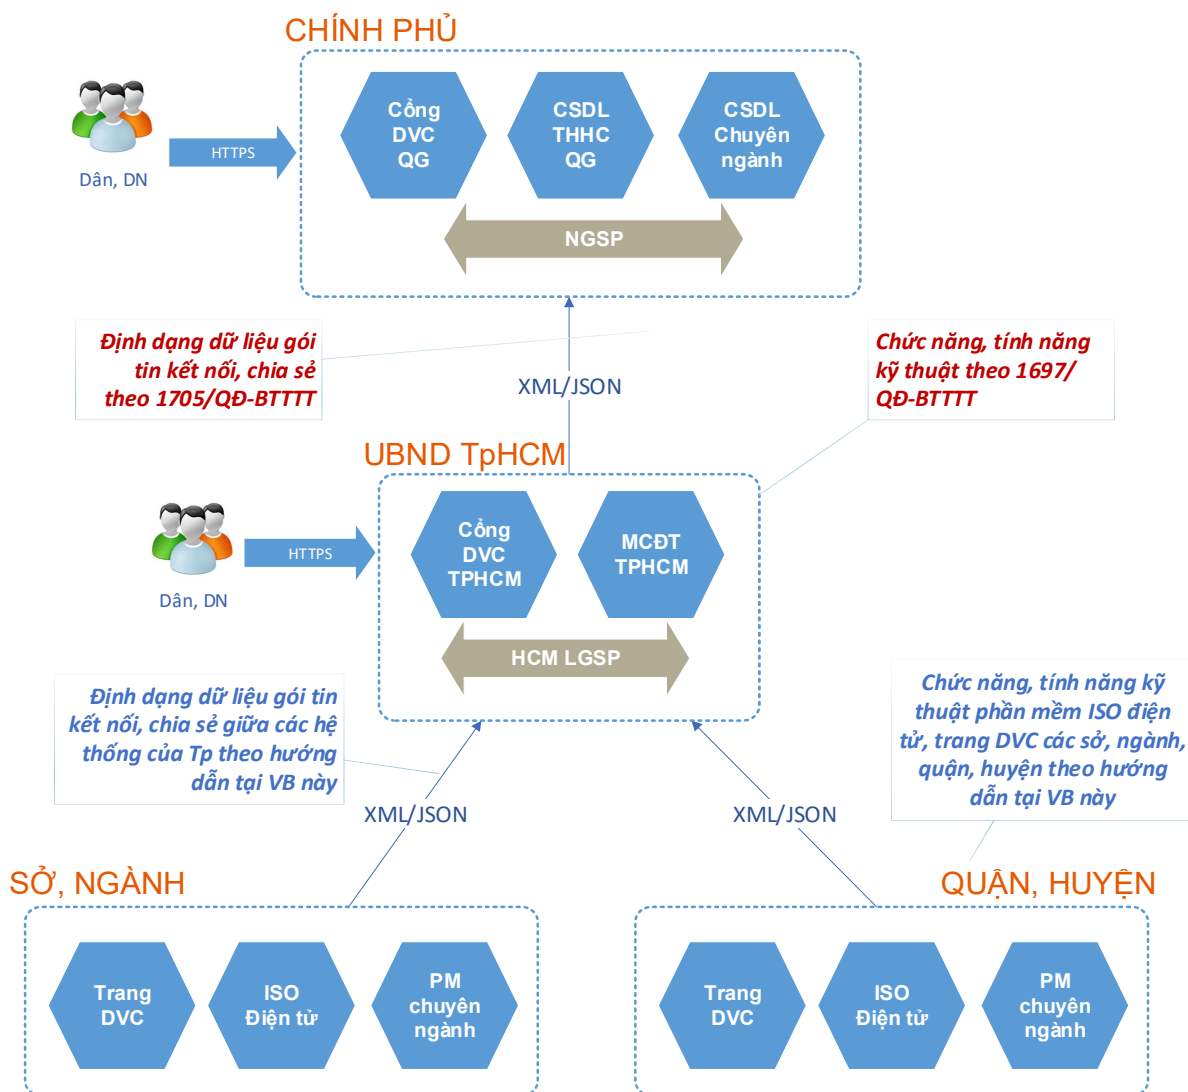 CHÍNH PHỦ
Cổng
DVC
QG
CSDL
THHC
QG
CSDL
Chuyên
ngành
HTTPS
Dân, DN
NGSP
Định dạng dữ liệu gói
tin kết nối, chia sẻ
theo 1705/QĐ-BTTTT
Chức năng, tính năng
kỹ thuật theo 1697/
QĐ-BTTTT
XML/JSON
UBND TpHCM
Cổng
DVC
TPHCM
MCĐT
TPHCM
HTTPS
Dân, DN
HCM LGSP
Định dạng dữ liệu gói tin
kết nối, chia sẻ giữa các hệ
thống của Tp theo hướng
dẫn tại VB này
Chức năng, tính năng kỹ
thuật phần mềm ISO điện
tử, trang DVC các sở, ngành,
quận, huyện theo hướng
dẫn tại VB này
XML/JSON
XML/JSON
SỞ, NGÀNH
QUẬN, HUYỆN
Trang
DVC
ISO
Điện tử
PM
chuyên
ngành
Trang
DVC
ISO
Điện tử
PM
chuyên
ngành